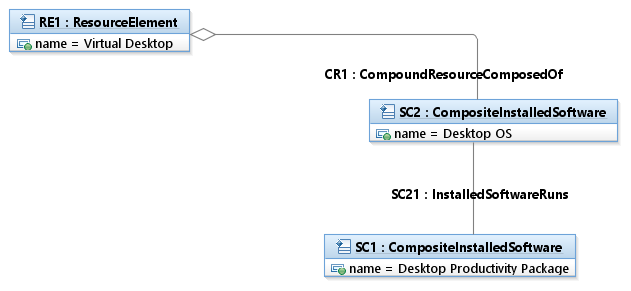 RE1 : ResourceElement
name = Virtual Desktop
CR1 : CompoundResourceComposedOf
SC2 : CompositeInstalledSoftware
name = Desktop OS
SC21 : InstalledSoftwareRuns
SC1 : CompositeInstalledSoftware
name = Desktop Productivity Package